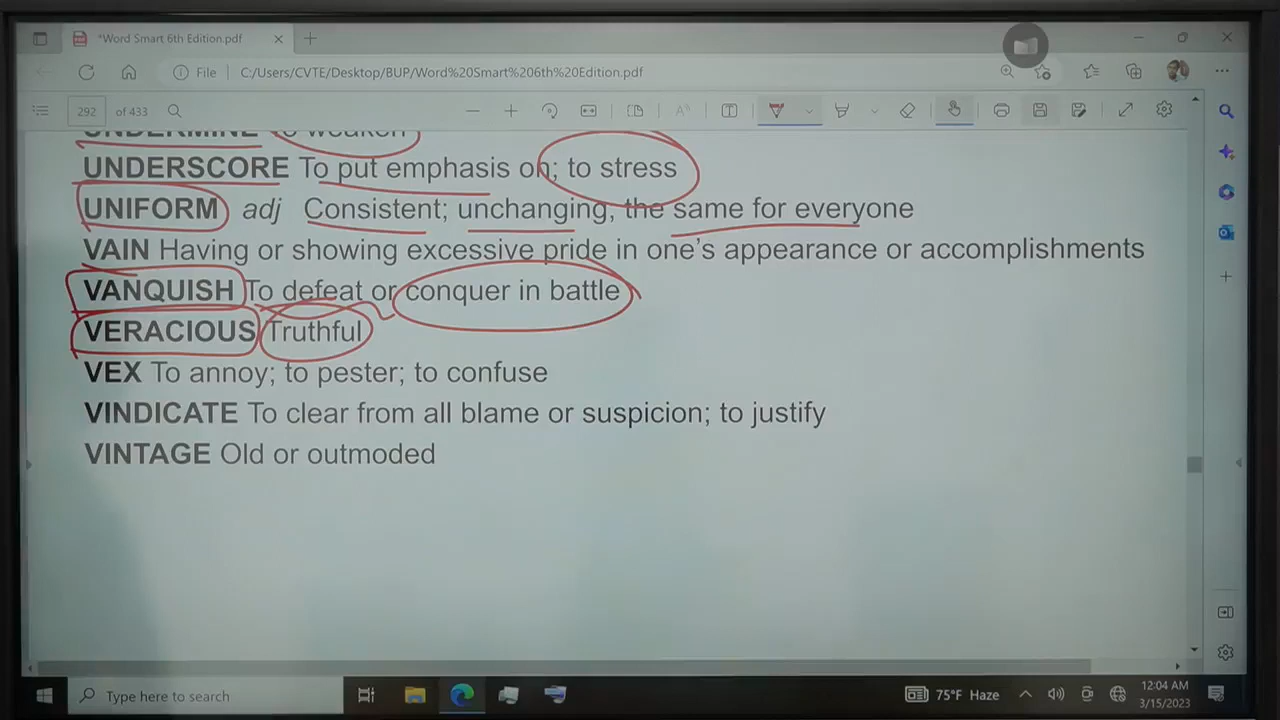 *Word Smart 6th Edition.pdf
File C:/Users/CVTE/Desktop/BUP/Word%20Smart%206th%20Edition.pdf
292 of 433
UNDERMINE To weaken
UNDERSCORE To put emphasis on; to stress
UNIFORM adj Consistent; unchanging, the same for everyone
VAIN Having or showing excessive pride in one's appearance or accomplishments
VANQUISH To defeat or conquer in battle
VERACIOUS Truthful
VEX To annoy; to pester; to confuse
VINDICATE To clear from all blame or suspicion; to justify
VINTAGE Old or outmoded
Type here to search
75°F Haze
12:04 AM
3/15/2023